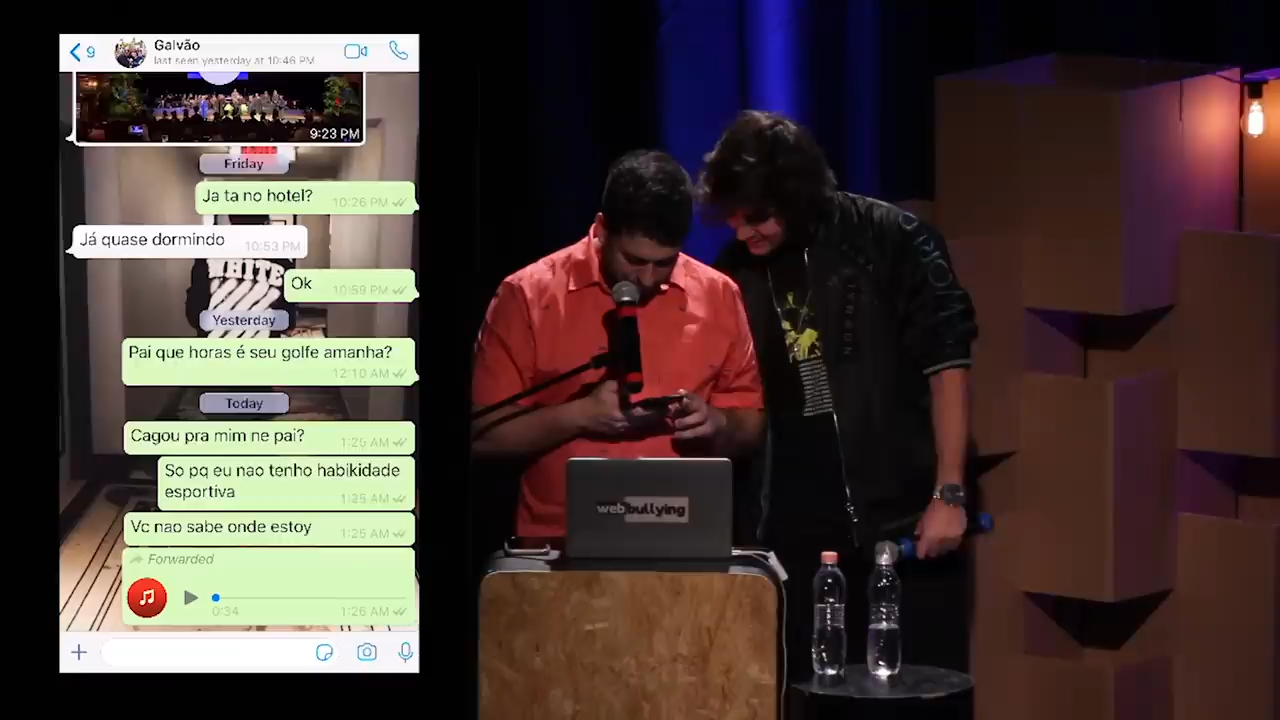 9
Galvão
last seen yesterday at 10:46 PM
9:23 PM
Friday
Ja ta no hotel?
10:26 PM
Já quase dormindo
10:53 PM
WHITE
Ok
10:59 PM
Yesterday
Pai que horas é seu golfe amanha?
12:10 AM
Today
Cagou pra mim ne pai?
1:25 AM
So pq eu nao tenho habikidade
esportiva
1:25 AM
Vc nao sabe onde estoy
1:25 AM
Forwarded
0:34
1:26 AM
webbullying